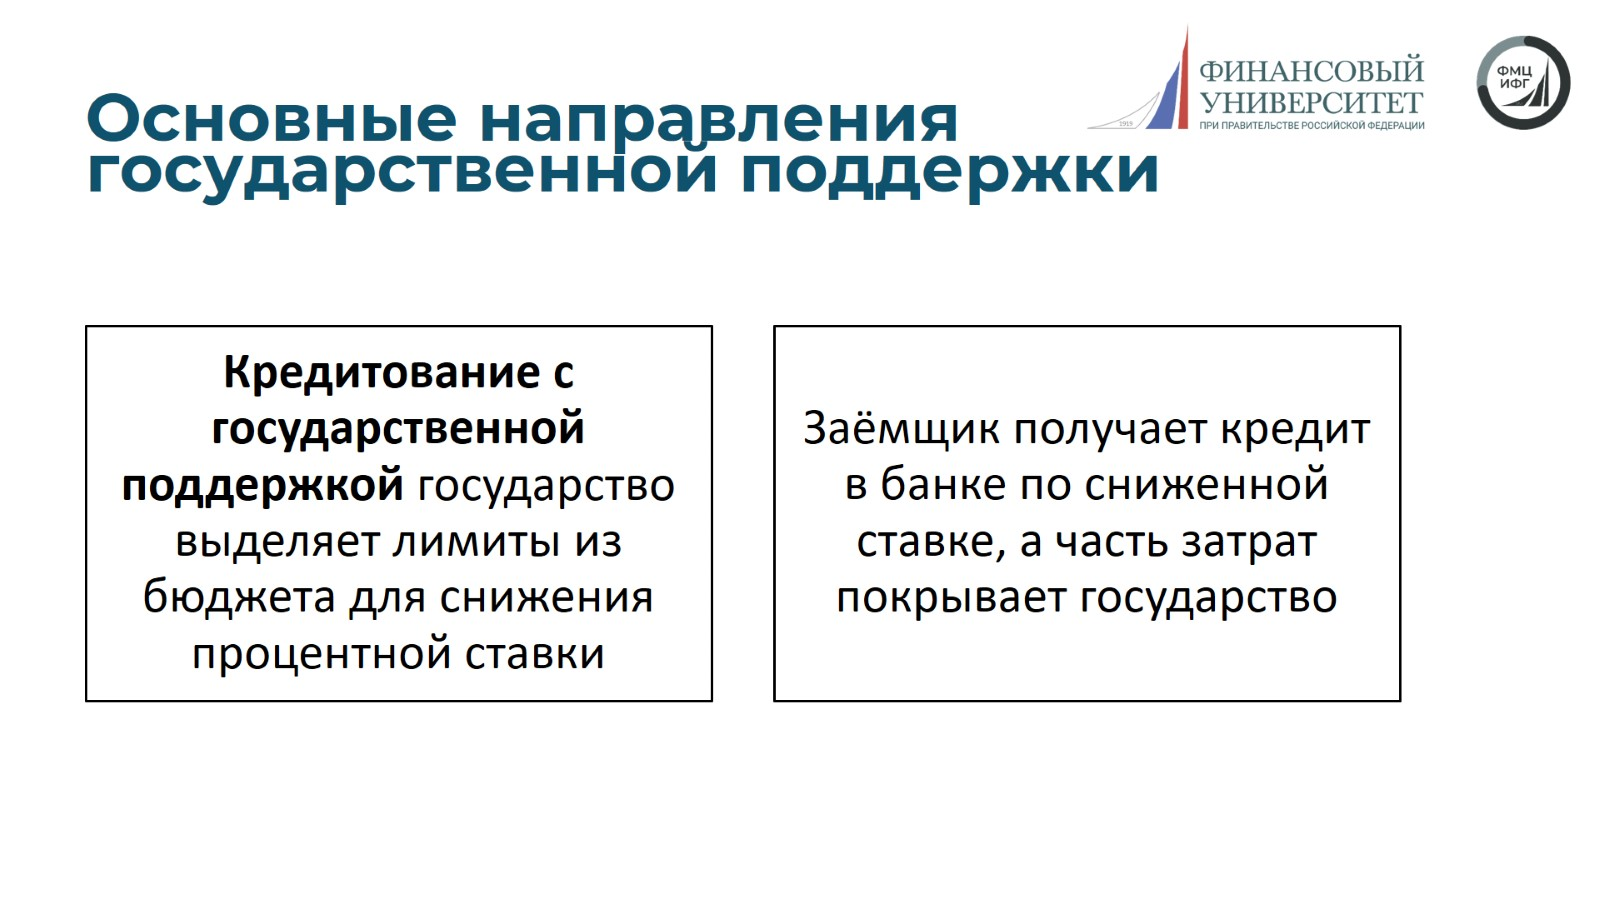 Основные направления
государственной поддержки
ФИНАНСОВЫЙ
УНИВЕРСИТЕТ
ПРИ ПРАВИТЕЛЬСТВЕ РОССИЙСКОЙ ФЕДЕРАЦИИ
1919
ФМЦ
ИФГ
Кредитование с
государственной
поддержкой государство
выделяет лимиты из
бюджета для снижения
процентной ставки
Заёмщик получает кредит
в банке по сниженной
ставке, а часть затрат
покрывает государство